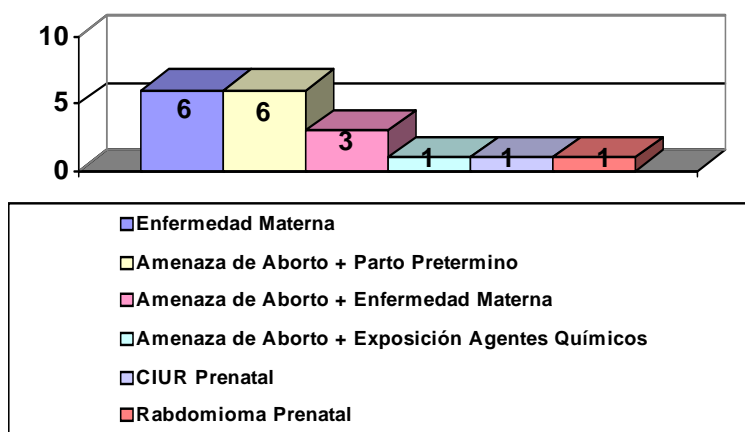 10
5
0
6
6
3
1
1
1
Enfermedad Materna
Amenaza de Aborto + Parto Pretermino
Amenaza de Aborto + Enfermedad Materna
Amenaza de Aborto + Exposición Agentes Químicos
CIUR Prenatal
Rabdomioma Prenatal